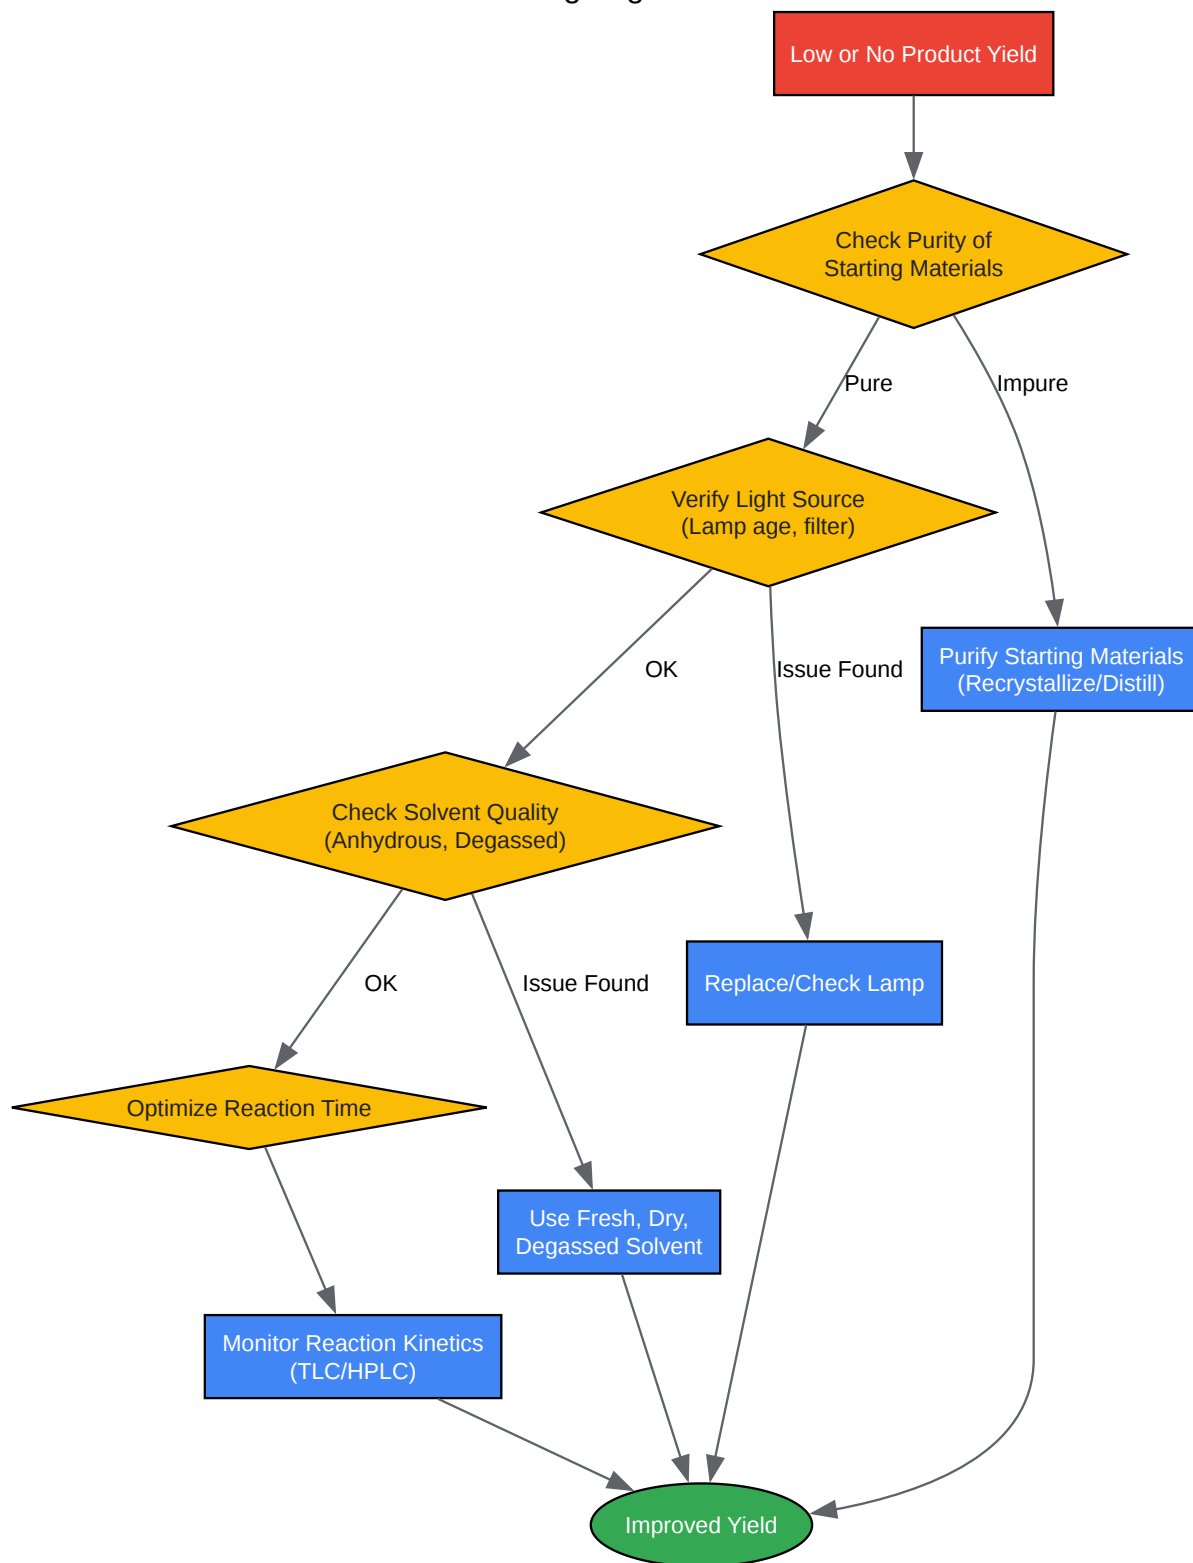 Low or No Product Yield
Check Purity of
Starting Materials
Pure
Impure
Verify Light Source
(Lamp age, filter)
OK
Issue Found
Purify Starting Materials
(Recrystallize/Distill)
Check Solvent Quality
(Anhydrous, Degassed)
OK
Issue Found
Replace/Check Lamp
Optimize Reaction Time
Use Fresh, Dry,
Degassed Solvent
Monitor Reaction Kinetics
(TLC/HPLC)
Improved Yield